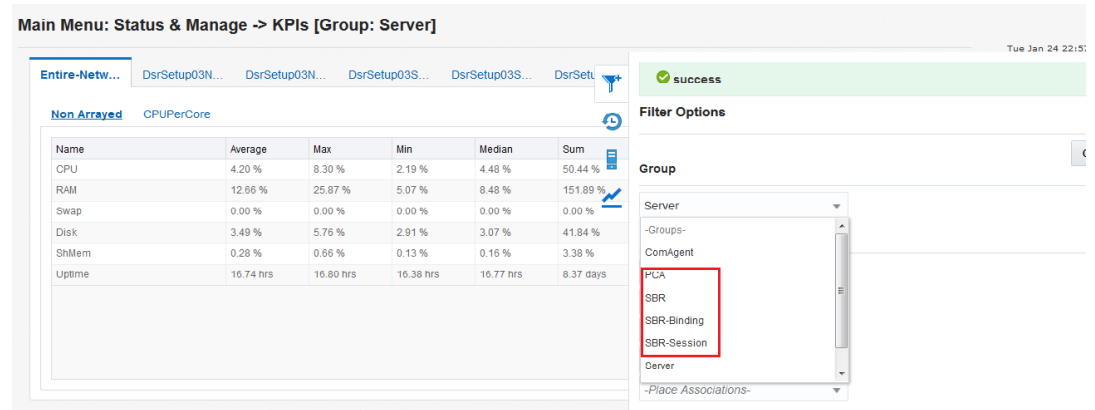 Main Menu: Status & Manage -> KPIs [Group: Server]
Tue Jan 24 22:57
Entire-Netw... DsrSetup03N... DsrSetup03N... DsrSetup03S... DsrSetup03S... DsrSetu
Non Arrayed CPUPerCore
Name Average Max Min Median Sum
CPU 4.20 % 8.30 % 2.19 % 4.48 % 50.44 %
RAM 12.66 % 25.87 % 5.07 % 8.48 % 151.89 %
Swap 0.00 % 0.00 % 0.00 % 0.00 % 0.00 %
Disk 3.49 % 5.76 % 2.91 % 3.07 % 41.84 %
ShMem 0.28 % 0.66 % 0.13 % 0.16 % 3.38 %
Uptime 16.74 hrs 16.80 hrs 16.38 hrs 16.77 hrs 8.37 days
success
Filter Options
Group
Server
-Groups-
ComAgent
PCA
SBR
SBR-Binding
SBR-Session
Server
-Place Associations-